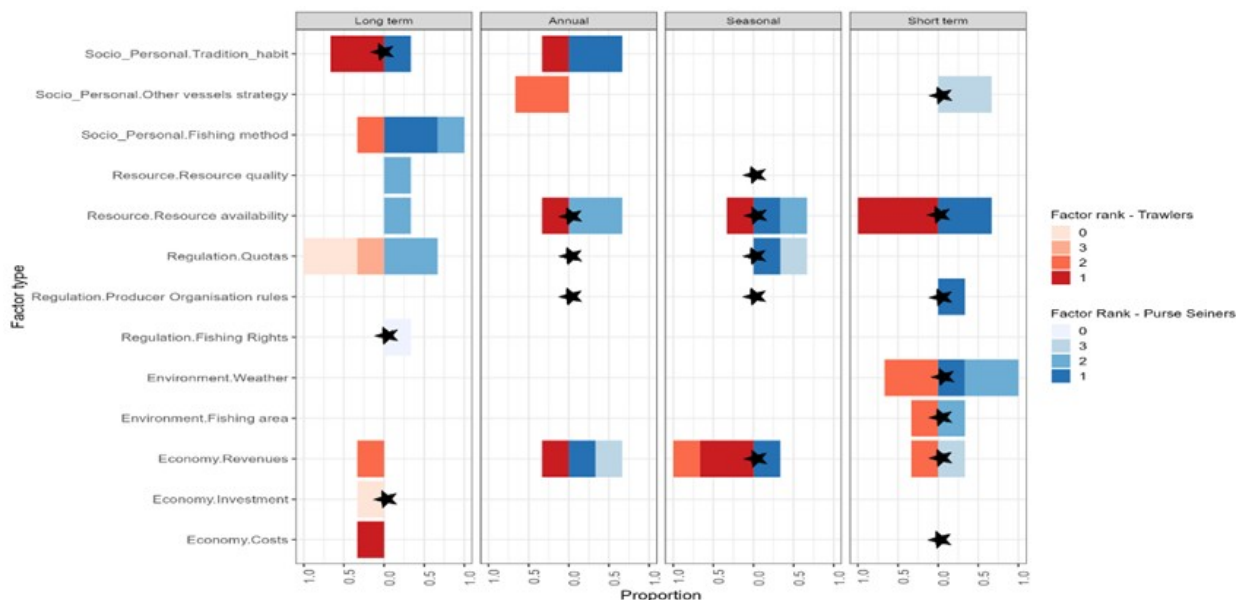 Long term
Annual
Seasonal
Short term
Factor type
Socio_Personal.Tradition_habit
Socio_Personal.Other vessels strategy
Socio_Personal.Fishing method
Resource.Resource quality
Resource.Resource availability
Regulation.Quotas
Regulation.Producer Organisation rules
Regulation.Fishing Rights
Environment.Weather
Environment.Fishing area
Economy.Revenues
Economy.Investment
Economy.Costs
1.0 0.5 0.0 0.5 1.0
1.0 0.5 0.0 0.5 1.0
1.0 0.5 0.0 0.5 1.0
1.0 0.5 0.0 0.5 1.0
Proportion
Factor rank - Trawlers
0
3
2
1
Factor Rank - Purse Seiners
0
3
2
1